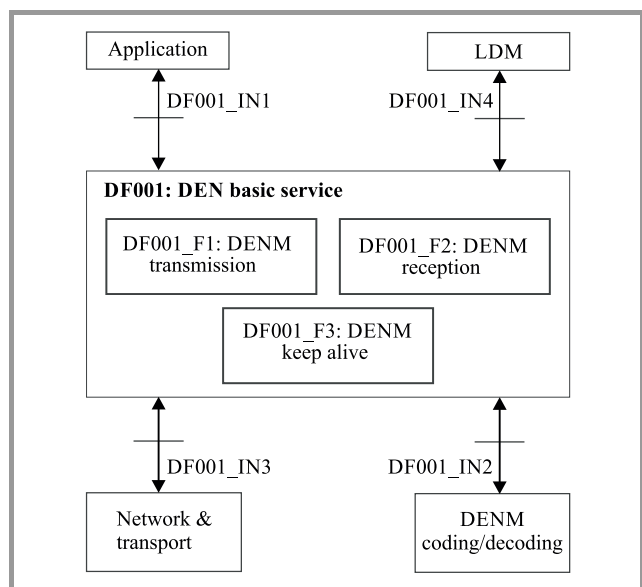 Application
LDM
DF001_IN1
DF001_IN4
DF001: DEN basic service
DF001_F1: DENM
transmission
DF001_F2: DENM
reception
DF001_F3: DENM
keep alive
DF001_IN3
DF001_IN2
Network &
transport
DENM
coding/decoding